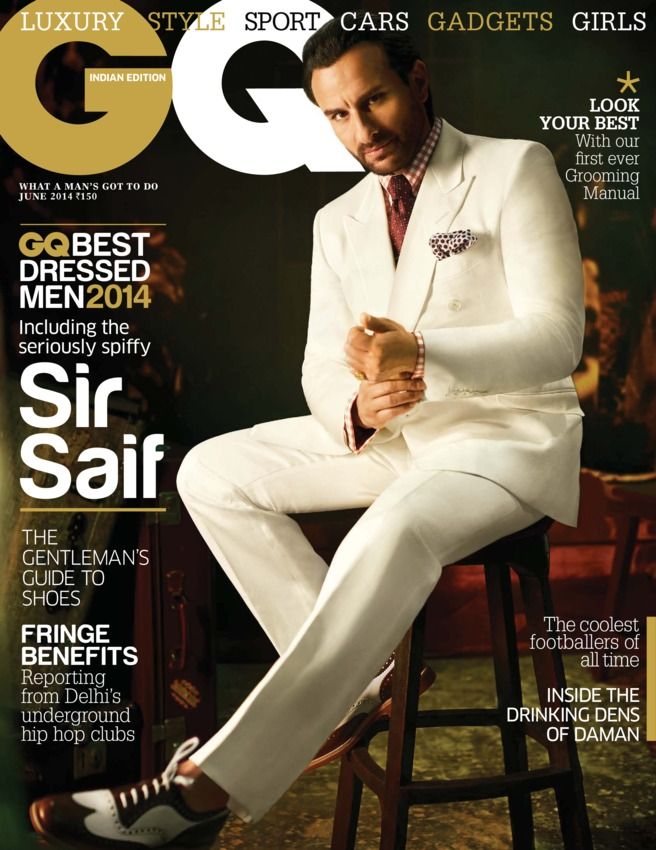 LUXURY STYLE SPORT CARS GADGETS GIRLS
GQ
INDIAN EDITION
WHAT A MAN'S GOT TO DO
JUNE 2014 ₹150
GQ BEST
DRESSED
MEN 2014
Including the
seriously spiffy
Sir
Saif
THE
GENTLEMAN'S
GUIDE TO
SHOES
FRINGE
BENEFITS
Reporting
from Delhi's
underground
hip hop clubs
*
LOOK
YOUR BEST
With our
first ever
Grooming
Manual
The coolest
footballers of
all time
INSIDE THE
DRINKING DENS
OF DAMAN